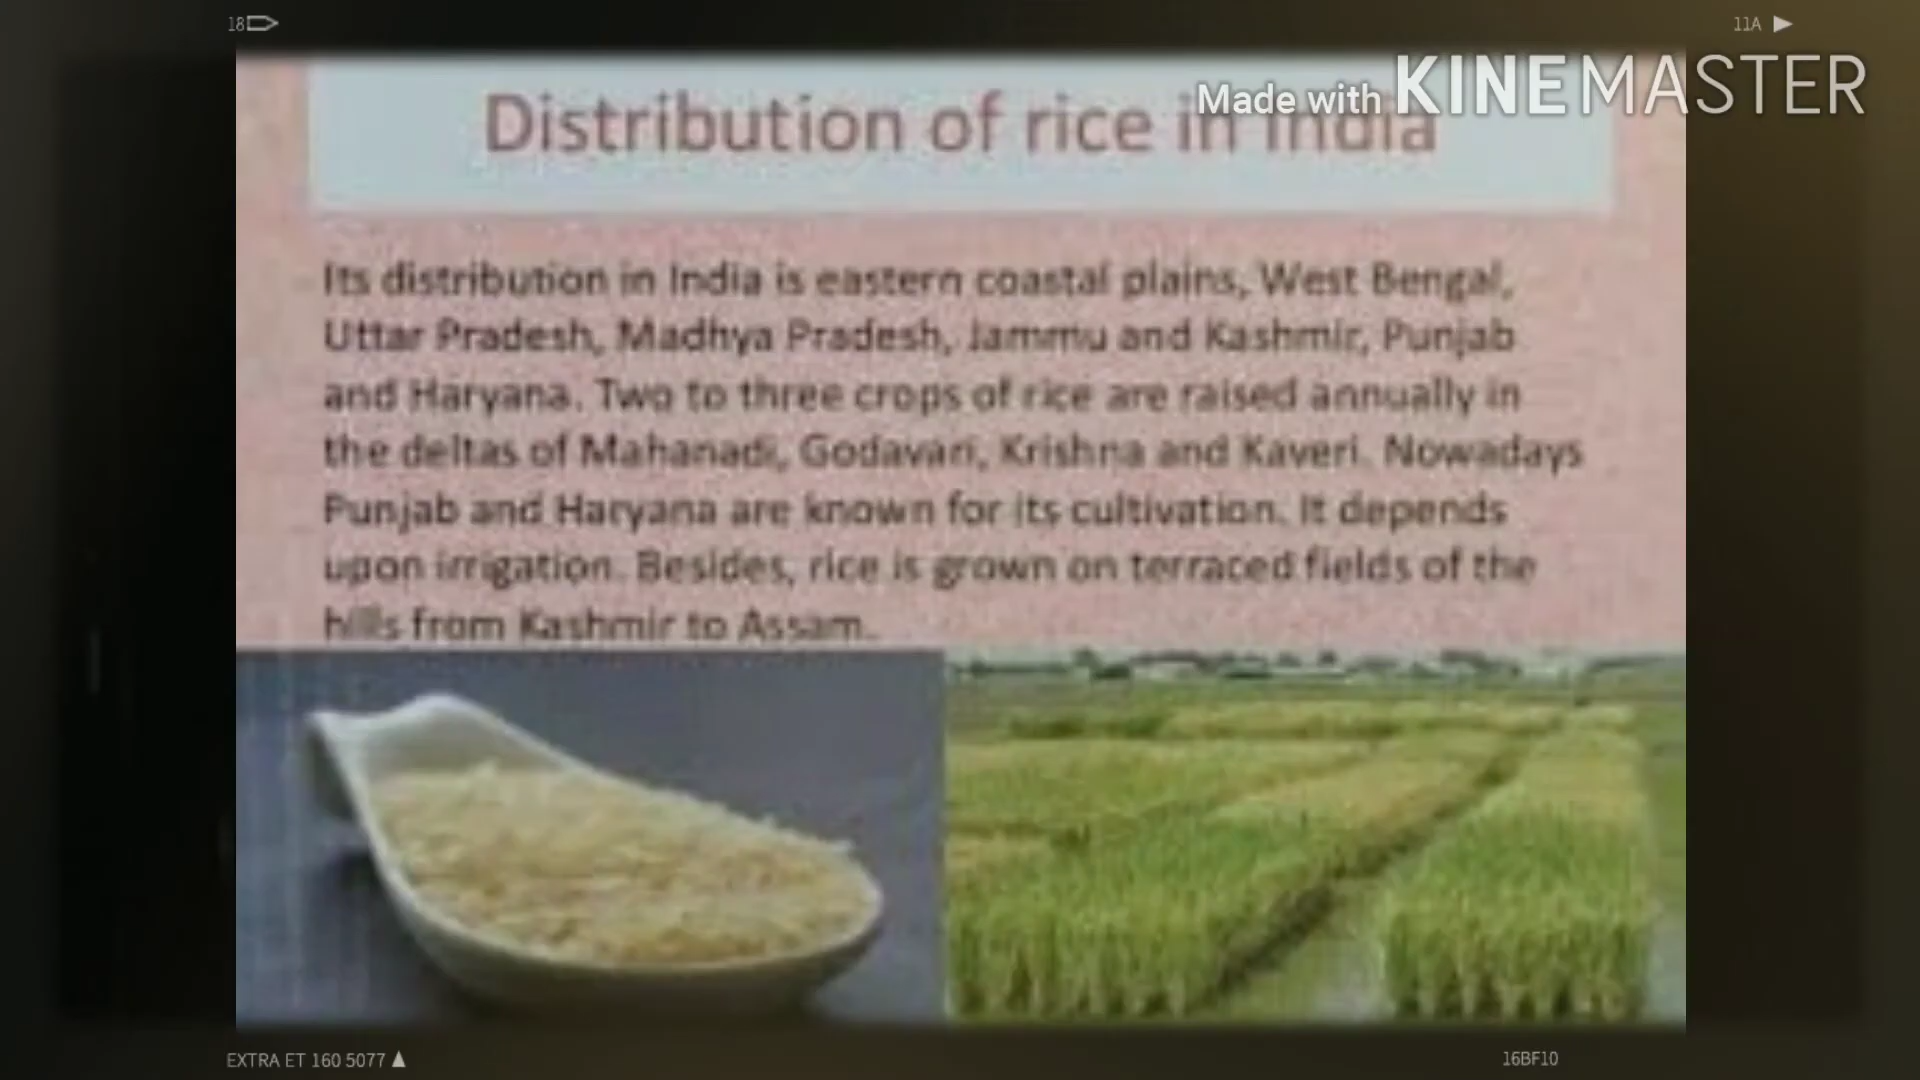 18
11A
Made with KINEMASTER
Distribution of rice in India
Its distribution in India is eastern coastal plains, West Bengal,
Uttar Pradesh, Madhya Pradesh, Jammu and Kashmir, Punjab
and Haryana. Two to three crops of rice are raised annually in
the deltas of Mahanadi, Godavari, Krishna and Kaveri. Nowadays
Punjab and Haryana are known for its cultivation. It depends
upon irrigation. Besides, rice is grown on terraced fields of the
hills from Kashmir to Assam.
EXTRA ET 160 5077
16BF10